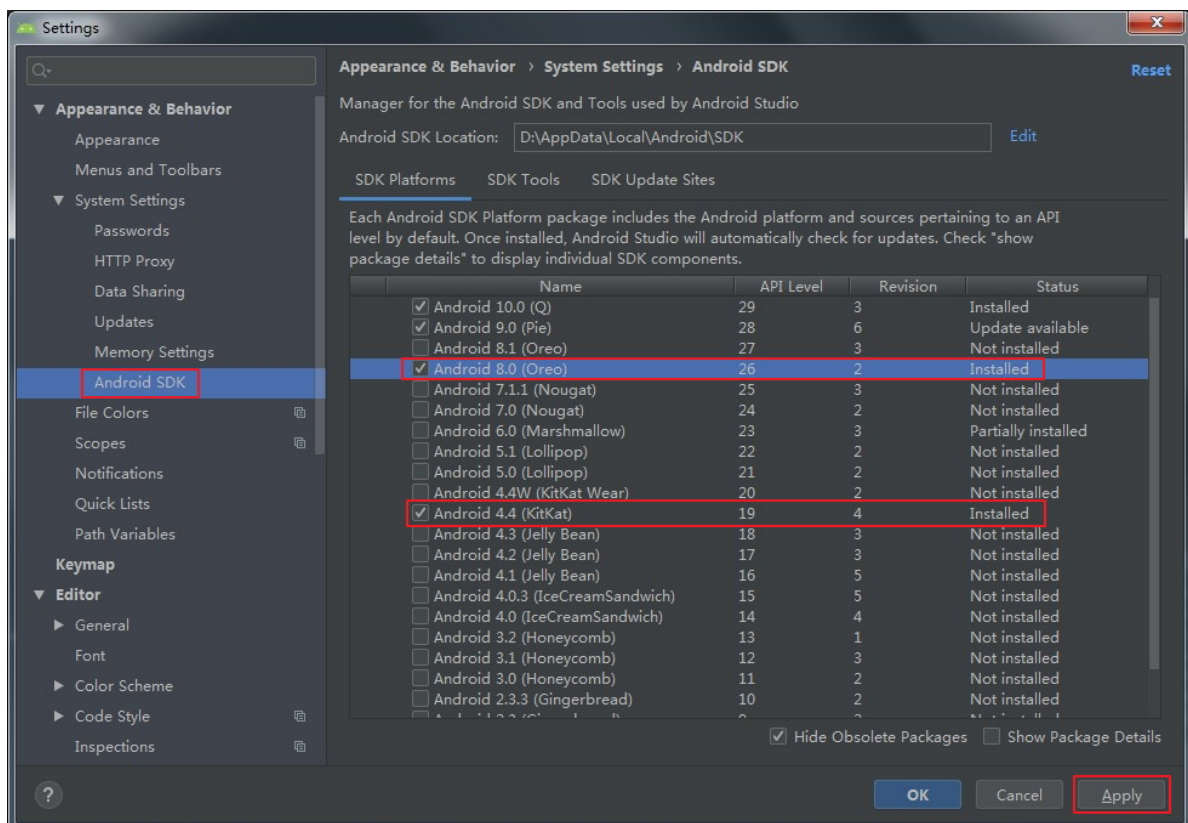 Settings
Appearance & Behavior › System Settings › Android SDK
Reset
Manager for the Android SDK and Tools used by Android Studio
Android SDK Location: D:\AppData\Local\Android\SDK Edit
SDK Platforms SDK Tools SDK Update Sites
Each Android SDK Platform package includes the Android platform and sources pertaining to an API
level by default. Once installed, Android Studio will automatically check for updates. Check "show
package details" to display individual SDK components.
Name API Level Revision Status
Android 10.0 (Q) 29 3 Installed
Android 9.0 (Pie) 28 6 Update available
Android 8.1 (Oreo) 27 3 Not installed
Android 8.0 (Oreo) 26 2 Installed
Android 7.1.1 (Nougat) 25 3 Not installed
Android 7.0 (Nougat) 24 2 Not installed
Android 6.0 (Marshmallow) 23 3 Partially installed
Android 5.1 (Lollipop) 22 2 Not installed
Android 5.0 (Lollipop) 21 2 Not installed
Android 4.4W (KitKat Wear) 20 2 Not installed
Android 4.4 (KitKat) 19 4 Installed
Android 4.3 (Jelly Bean) 18 3 Not installed
Android 4.2 (Jelly Bean) 17 3 Not installed
Android 4.1 (Jelly Bean) 16 5 Not installed
Android 4.0.3 (IceCreamSandwich) 15 5 Not installed
Android 4.0 (IceCreamSandwich) 14 4 Not installed
Android 3.2 (Honeycomb) 13 1 Not installed
Android 3.1 (Honeycomb) 12 3 Not installed
Android 3.0 (Honeycomb) 11 2 Not installed
Android 2.3.3 (Gingerbread) 10 2 Not installed
Hide Obsolete Packages Show Package Details
Appearance & Behavior
Appearance
Menus and Toolbars
System Settings
Passwords
HTTP Proxy
Data Sharing
Updates
Memory Settings
Android SDK
File Colors
Scopes
Notifications
Quick Lists
Path Variables
Keymap
Editor
General
Font
Color Scheme
Code Style
Inspections
? OK Cancel Apply